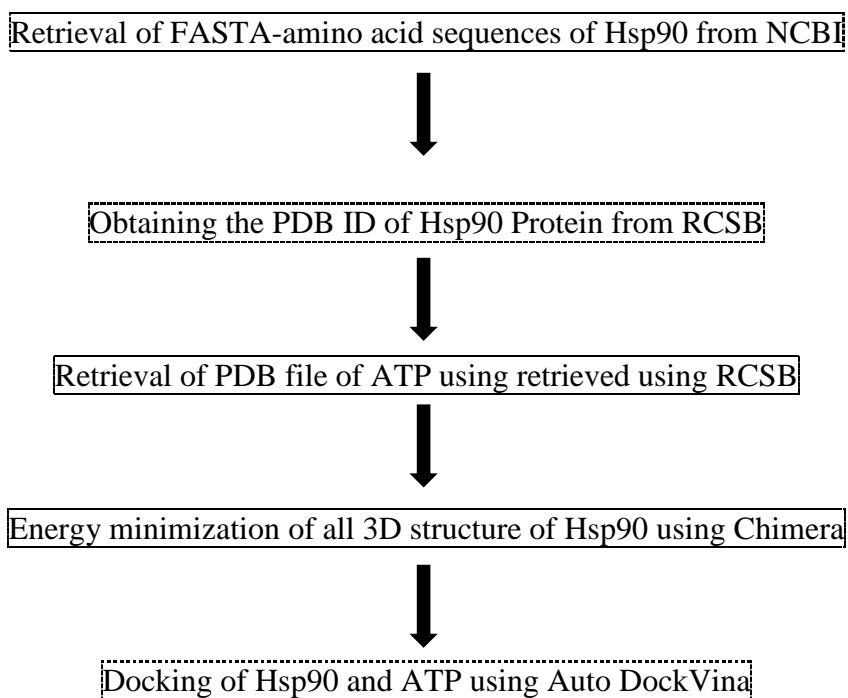 Retrieval of FASTA-amino acid sequences of Hsp90 from NCBI
Obtaining the PDB ID of Hsp90 Protein from RCSB
Retrieval of PDB file of ATP using retrieved using RCSB
Energy minimization of all 3D structure of Hsp90 using Chimera
Docking of Hsp90 and ATP using Auto DockVina